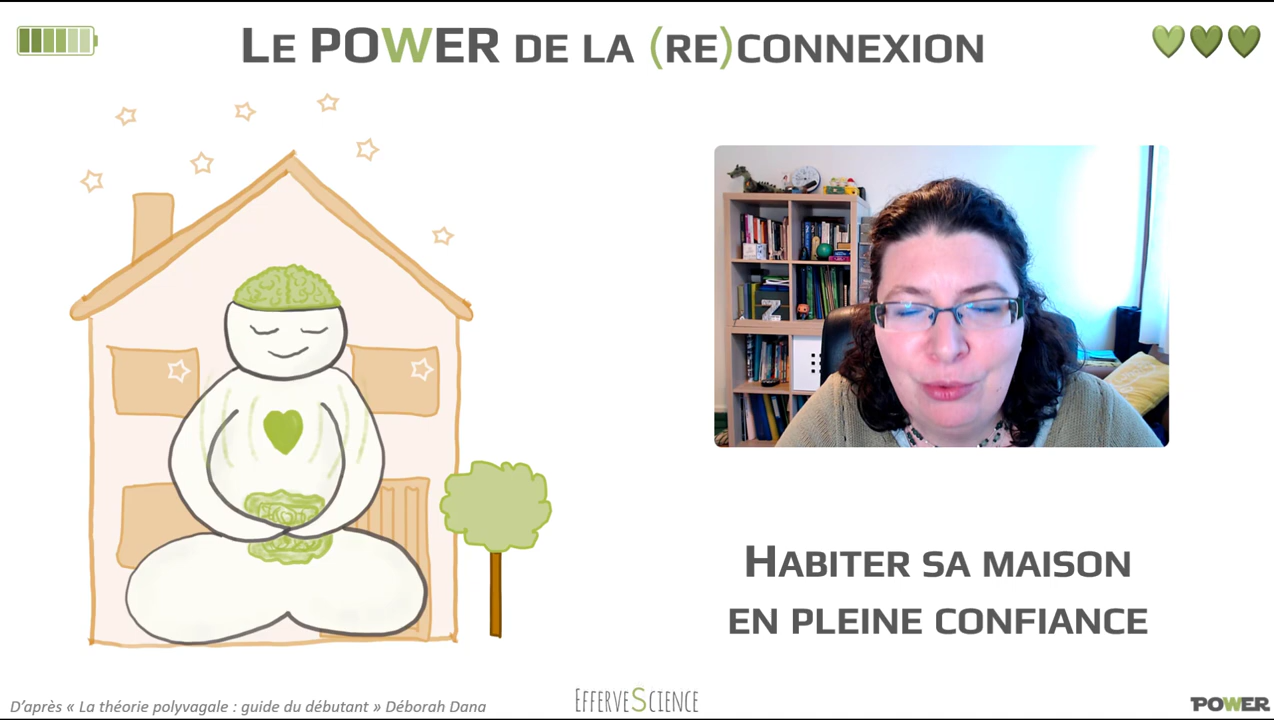 Le POWER de la (re)connexion
Habiter sa maison
en pleine confiance
D’après « La théorie polyvagale : guide du débutant » Déborah Dana
EfferveScience
POWER